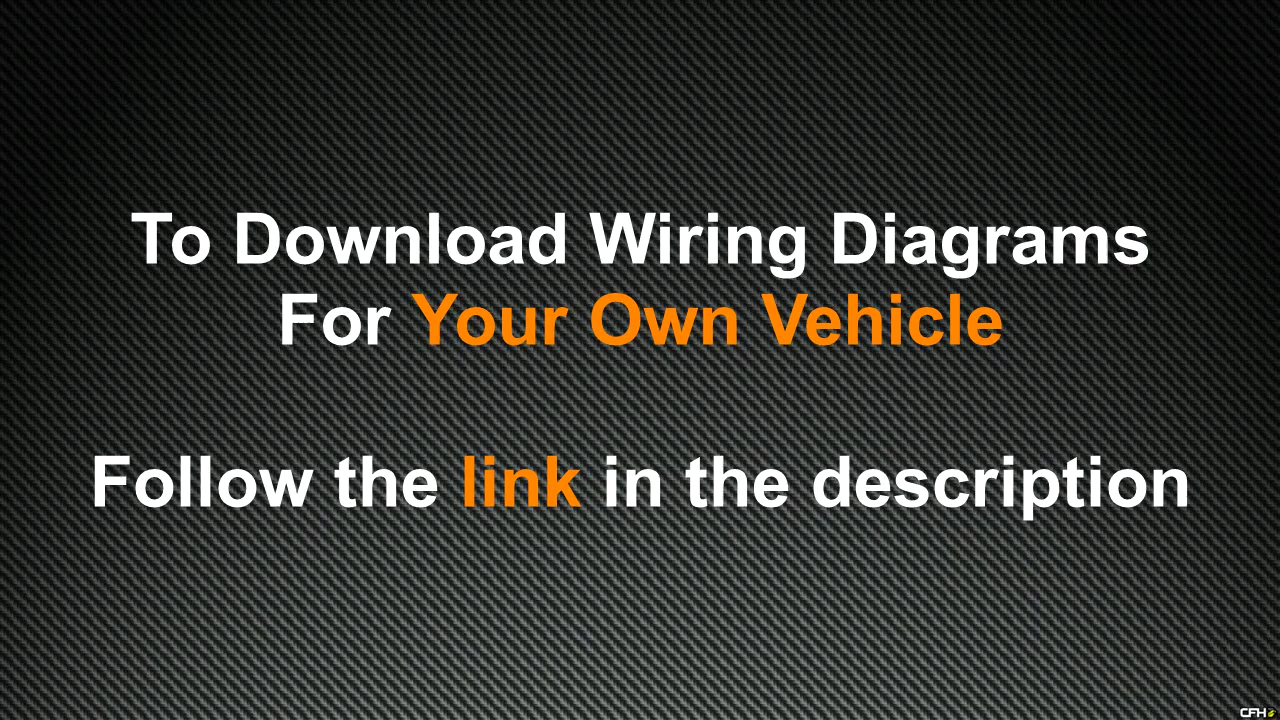 To Download Wiring Diagrams
For Your Own Vehicle
Follow the link in the description
CFH